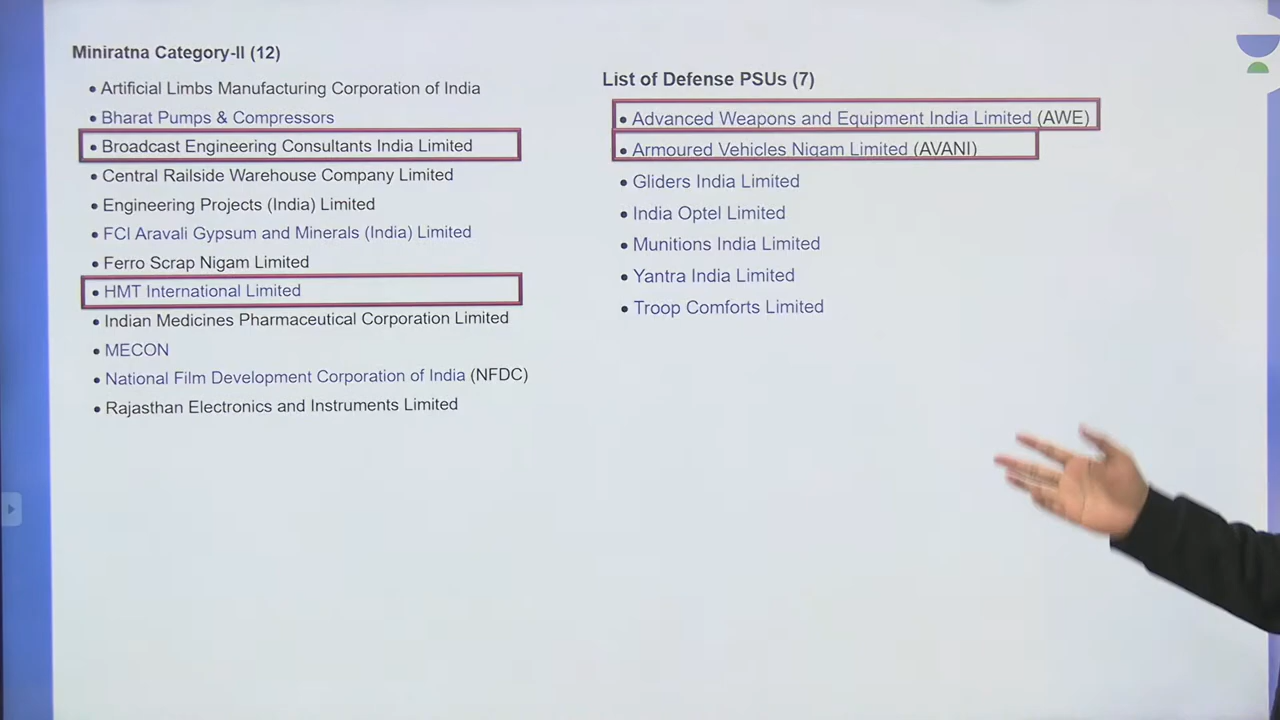 Miniratna Category-II (12)
• Artificial Limbs Manufacturing Corporation of India
• Bharat Pumps & Compressors
• Broadcast Engineering Consultants India Limited
• Central Railside Warehouse Company Limited
• Engineering Projects (India) Limited
• FCI Aravali Gypsum and Minerals (India) Limited
• Ferro Scrap Nigam Limited
• HMT International Limited
• Indian Medicines Pharmaceutical Corporation Limited
• MECON
• National Film Development Corporation of India (NFDC)
• Rajasthan Electronics and Instruments Limited
List of Defense PSUs (7)
• Advanced Weapons and Equipment India Limited (AWE)
• Armoured Vehicles Nigam Limited (AVANI)
• Gliders India Limited
• India Optel Limited
• Munitions India Limited
• Yantra India Limited
• Troop Comforts Limited